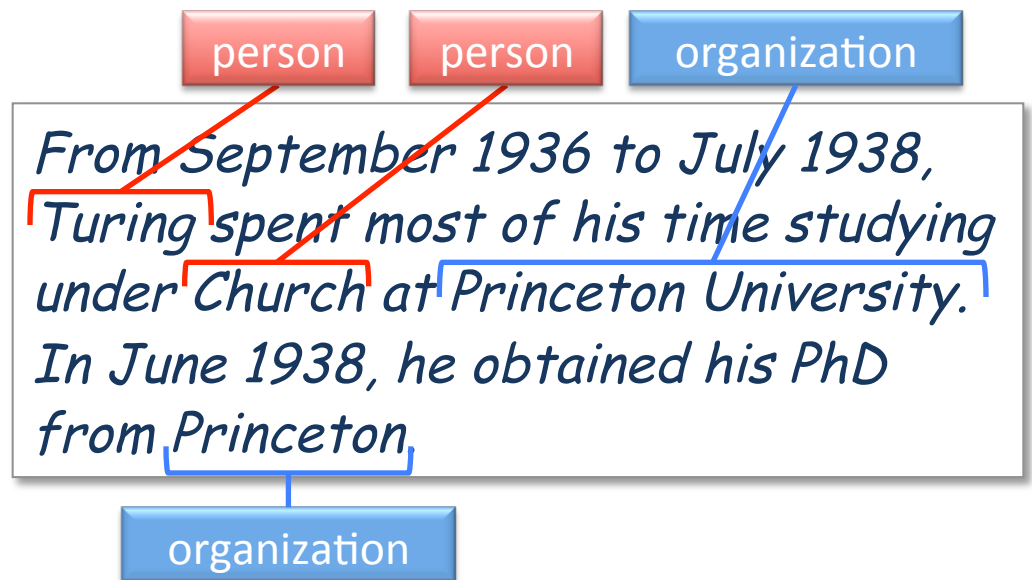 person person organization
From September 1936 to July 1938,
Turing spent most of his time studying
under Church at Princeton University.
In June 1938, he obtained his PhD
from Princeton.
organization